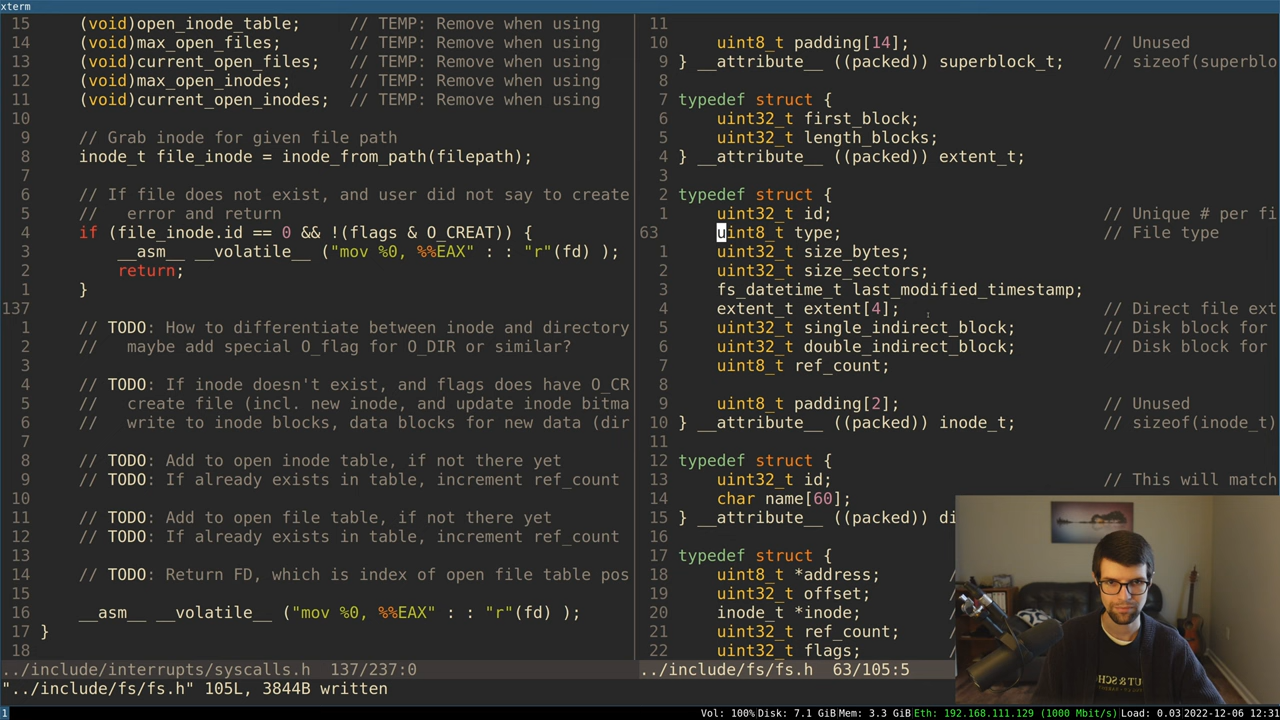 xterm
15 (void)open_inode_table; // TEMP: Remove when using
14 (void)max_open_files; // TEMP: Remove when using
13 (void)current_open_files; // TEMP: Remove when using
12 (void)max_open_inodes; // TEMP: Remove when using
11 (void)current_open_inodes; // TEMP: Remove when using
10
9 // Grab inode for given file path
8 inode_t file_inode = inode_from_path(filepath);
7
6 // If file does not exist, and user did not say to create
5 // error and return
4 if (file_inode.id == 0 && !(flags & O_CREAT)) {
3 __asm__ __volatile__ ("mov %0, %%EAX" : : "r"(fd) );
2 return;
1 }
137
1 // TODO: How to differentiate between inode and directory
2 // maybe add special O_flag for O_DIR or similar?
3
4 // TODO: If inode doesn't exist, and flags does have O_CR
5 // create file (incl. new inode, and update inode bitma
6 // write to inode blocks, data blocks for new data (dir
7
8 // TODO: Add to open inode table, if not there yet
9 // TODO: If already exists in table, increment ref_count
10
11 // TODO: Add to open file table, if not there yet
12 // TODO: If already exists in table, increment ref_count
13
14 // TODO: Return FD, which is index of open file table pos
15
16 __asm__ __volatile__ ("mov %0, %%EAX" : : "r"(fd) );
17 }
18
../include/interrupts/syscalls.h 137/237:0
11
10 uint8_t padding[14]; // Unused
9 } __attribute__ ((packed)) superblock_t; // sizeof(superblo
8
7 typedef struct {
6 uint32_t first_block;
5 uint32_t length_blocks;
4 } __attribute__ ((packed)) extent_t;
3
2 typedef struct {
1 uint32_t id; // Unique # per fi
63 uint8_t type; // File type
1 uint32_t size_bytes;
2 uint32_t size_sectors;
3 fs_datetime_t last_modified_timestamp;
4 extent_t extent[4]; // Direct file ext
5 uint32_t single_indirect_block; // Disk block for
6 uint32_t double_indirect_block; // Disk block for
7 uint8_t ref_count;
8
9 uint8_t padding[2]; // Unused
10 } __attribute__ ((packed)) inode_t; // sizeof(inode_t)
11
12 typedef struct {
13 uint32_t id; // This will match
14 char name[60];
15 } __attribute__ ((packed)) di
16
17 typedef struct {
18 uint8_t *address; /
19 uint32_t offset; /
20 inode_t *inode; /
21 uint32_t ref_count; /
22 uint32_t flags; /
../include/fs/fs.h 63/105:5
"../include/fs/fs.h" 105L, 3844B written
1 Vol: 100% Disk: 7.1 GiB Mem: 3.3 GiB Eth: 192.168.111.129 (1000 Mbit/s) Load: 0.03 2022-12-06 12:31